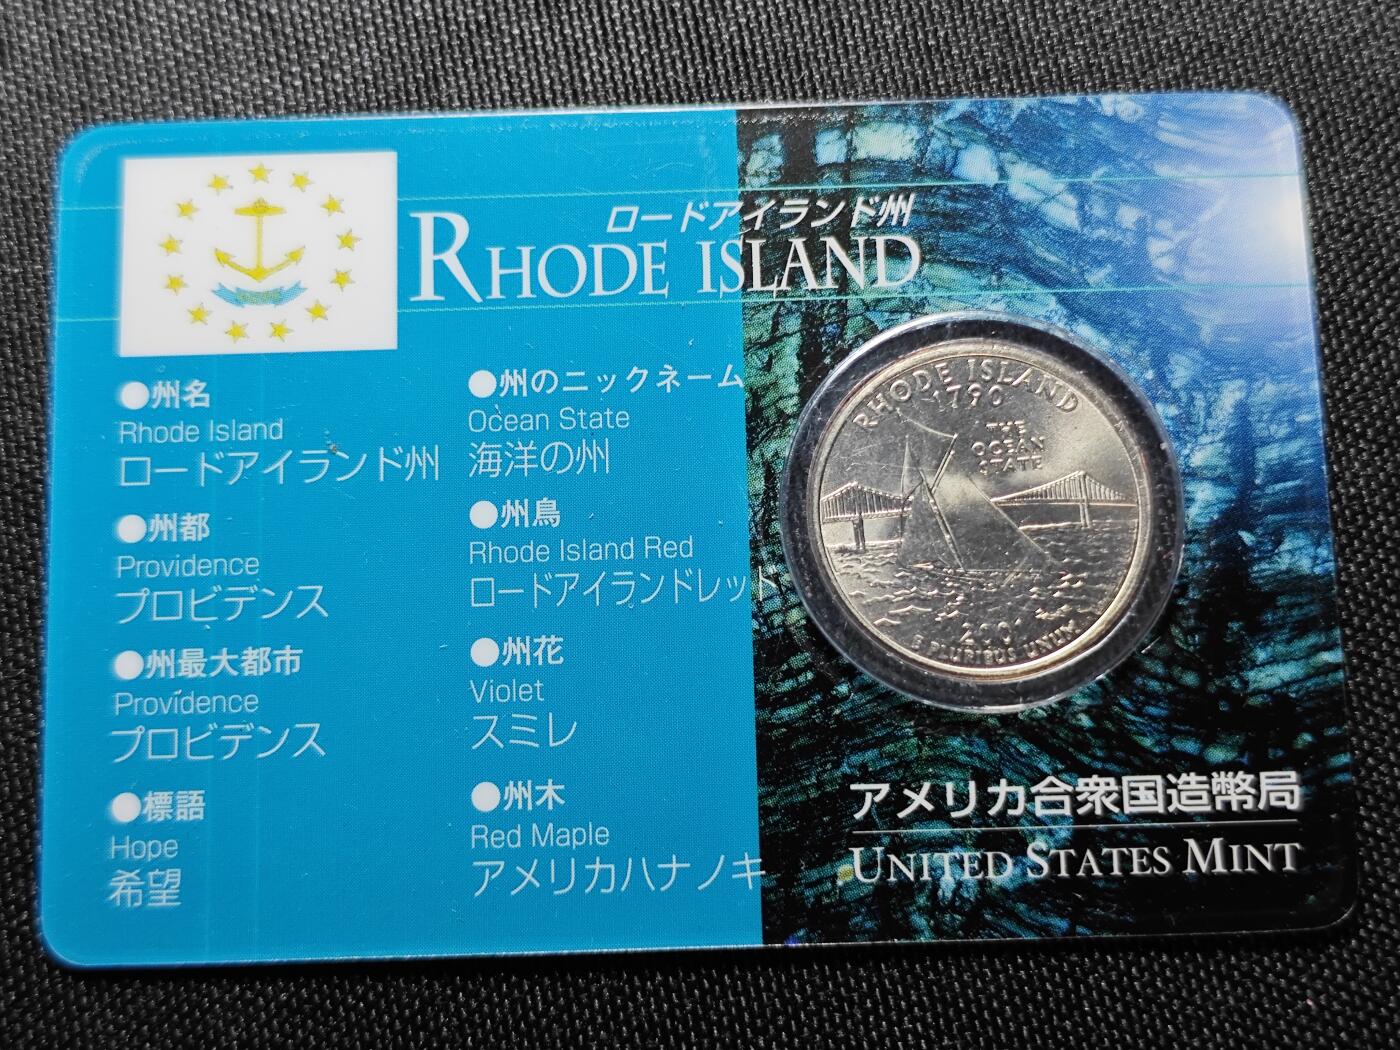 ロードアイランド州
RHODE ISLAND
●州名
Rhode Island
ロードアイランド州
●州都
Providence
プロビデンス
●州最大都市
Providence
プロビデンス
●標語
Hope
希望
●州のニックネーム
Ocean State
海洋の州
●州鳥
Rhode Island Red
ロードアイランドレット
●州花
Violet
スミレ
●州木
Red Maple
アメリカハナノキ
RHODE ISLAND
1790
THE
OCEAN
STATE
2001
E PLURIBUS UNUM
アメリカ合衆国造幣局
UNITED STATES MINT